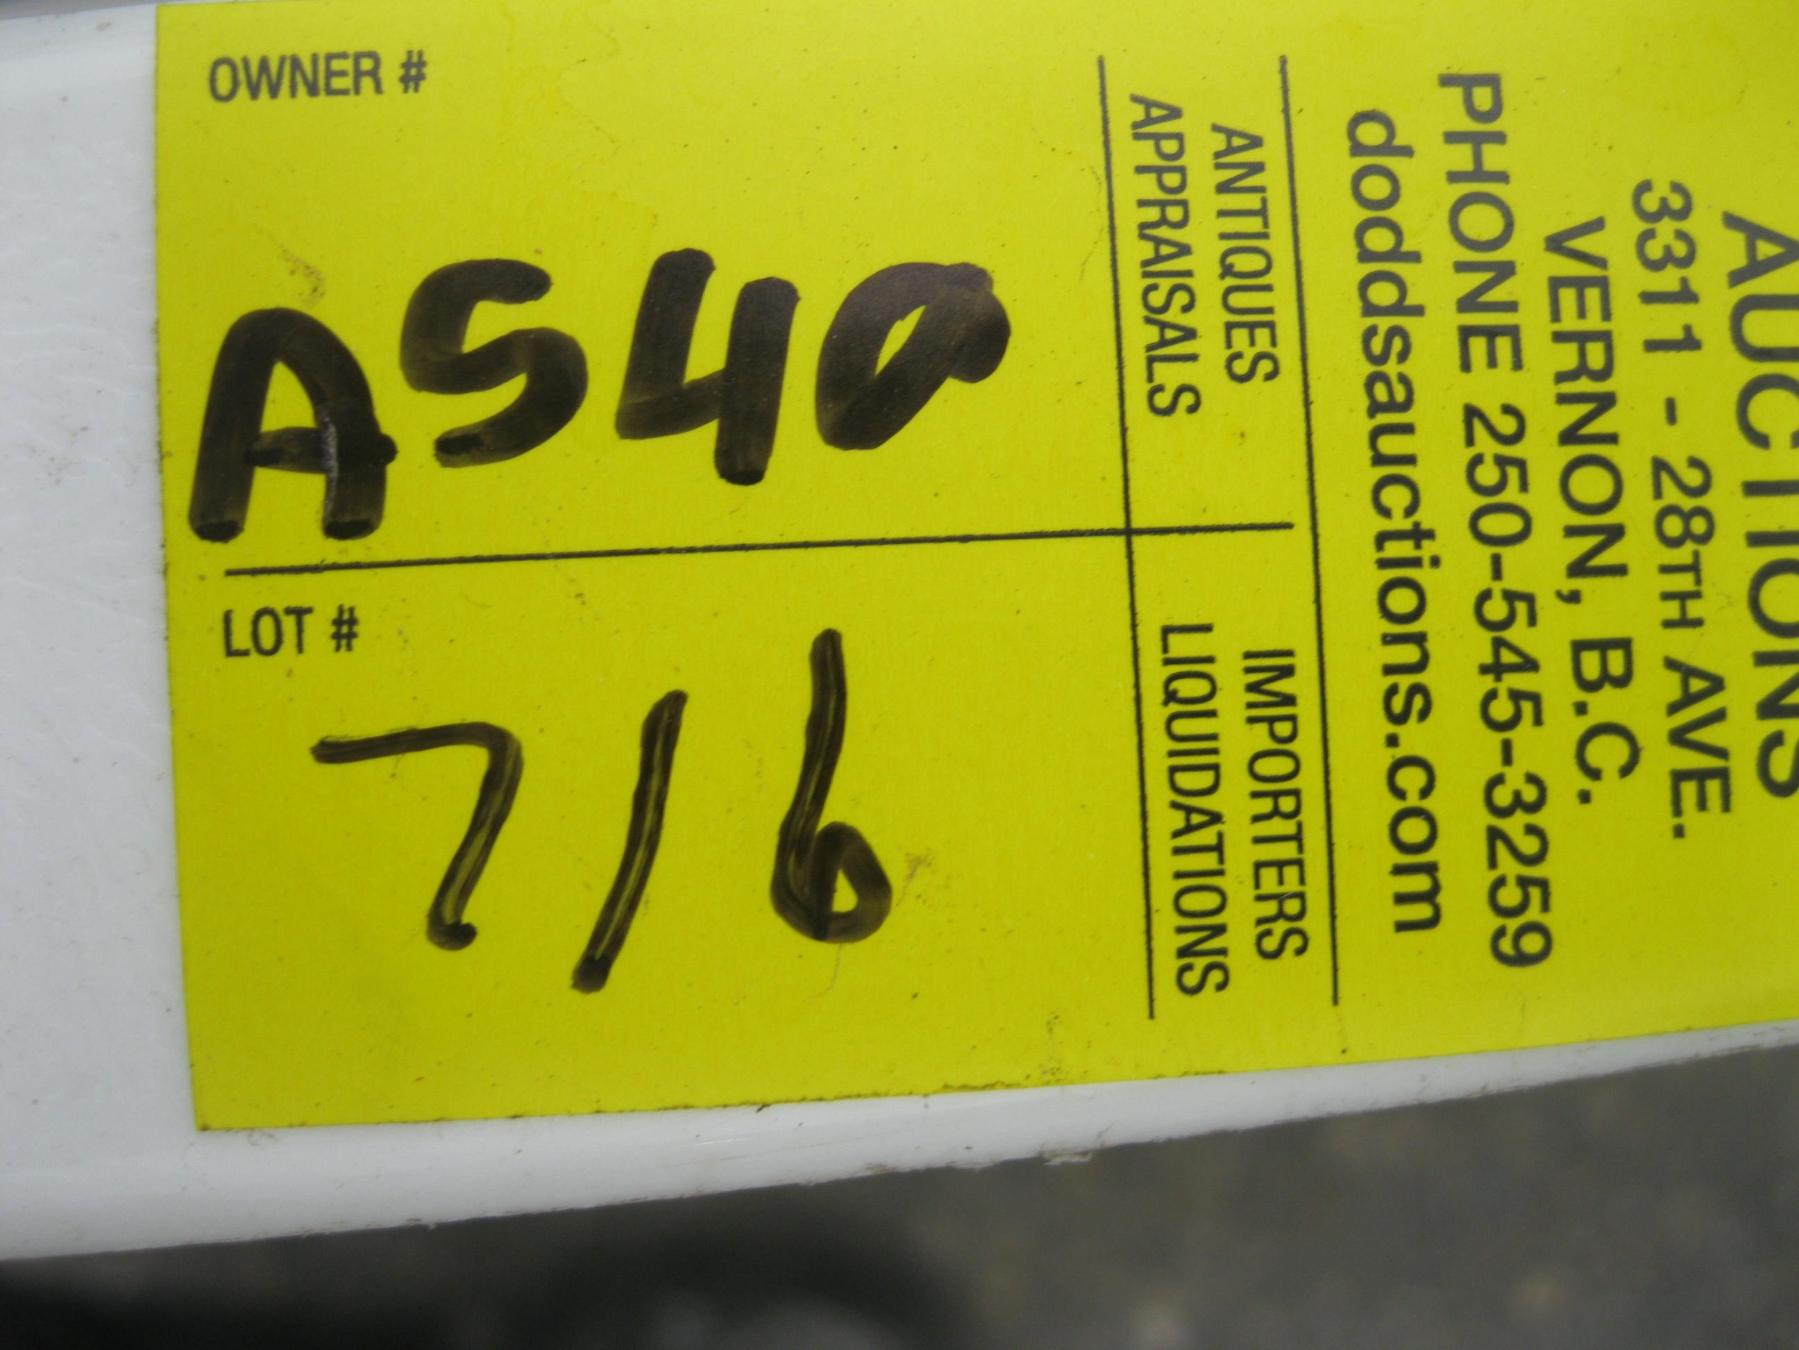 OWNER #
A540
LOT #
716
AUCTIONS
3311 - 28TH AVE.
VERNON, B.C.
PHONE 250-545-3259
doddsauctions.com
ANTIQUES
APPRAISALS
IMPORTERS
LIQUIDATIONS